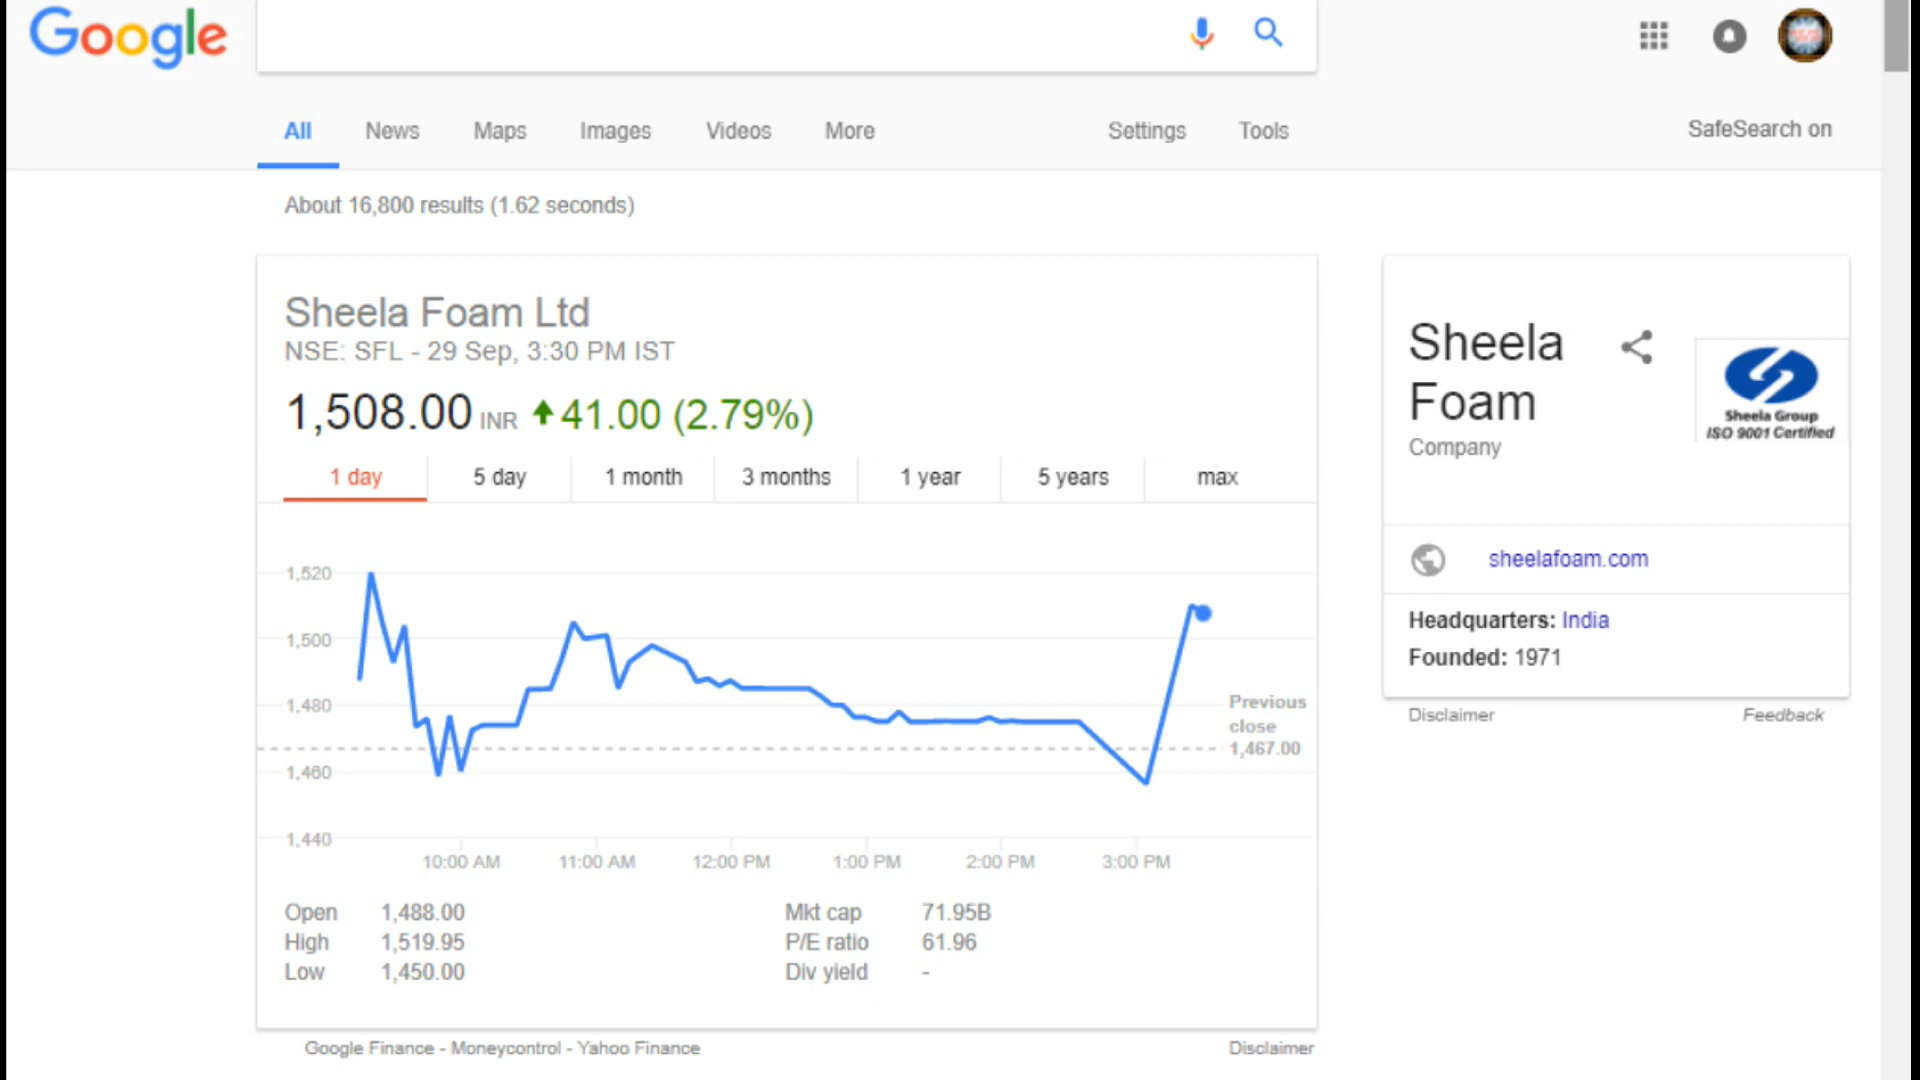 Google
All News Maps Images Videos More Settings Tools SafeSearch on
About 16,800 results (1.62 seconds)
Sheela Foam Ltd
NSE: SFL - 29 Sep, 3:30 PM IST
1,508.00 INR 41.00 (2.79%)
1 day 5 day 1 month 3 months 1 year 5 years max
1,520
1,500
1,480
1,460
1,440
Previous
close
1,467.00
10:00 AM 11:00 AM 12:00 PM 1:00 PM 2:00 PM 3:00 PM
Open 1,488.00 Mkt cap 71.95B
High 1,519.95 P/E ratio 61.96
Low 1,450.00 Div yield -
Google Finance - Moneycontrol - Yahoo Finance Disclaimer
Sheela
Foam
Company
Sheela Group
ISO 9001 Certified
sheelafoam.com
Headquarters: India
Founded: 1971
Disclaimer Feedback